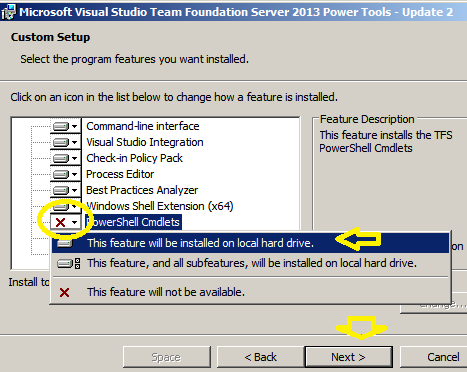 Microsoft Visual Studio Team Foundation Server 2013 Power Tools - Update 2
Custom Setup
Select the program features you want installed.
Click on an icon in the list below to change how a feature is installed.
Command-line interface
Visual Studio Integration
Check-in Policy Pack
Process Editor
Best Practices Analyzer
Windows Shell Extension (x64)
PowerShell Cmdlets
Feature Description
This feature installs the TFS
PowerShell Cmdlets
This feature will be installed on local hard drive.
This feature, and all subfeatures, will be installed on local hard drive.
This feature will not be available.
on
Install to
Space
< Back
Next >
Cancel